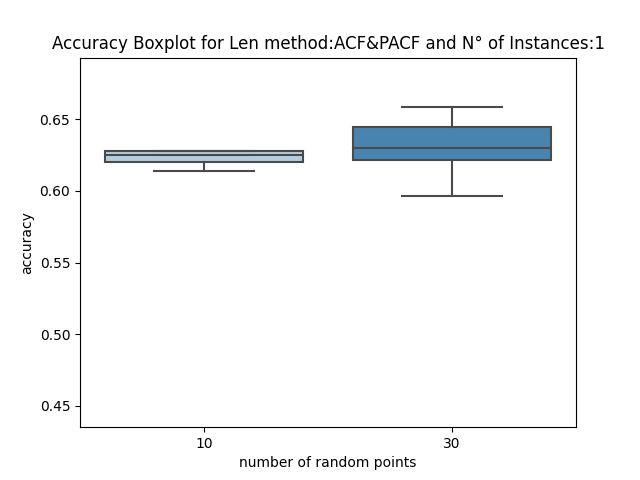 Accuracy Boxplot for Len method:ACF&PACF and N° of Instances:1
0.65
0.60
0.55
0.50
0.45
accuracy
10
30
number of random points